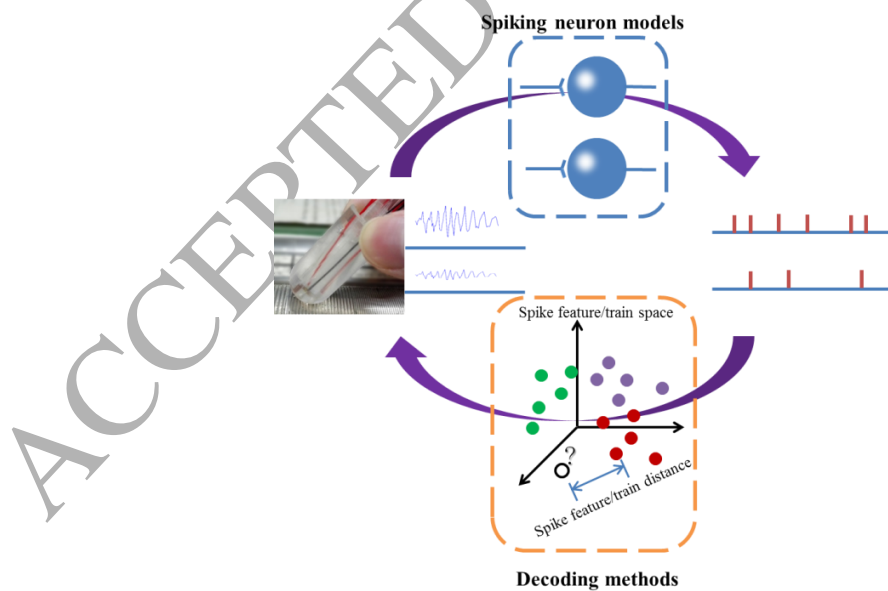 Spiking neuron models
ACCEPTED
Spike feature/train space
?
Spike feature/train distance
Decoding methods